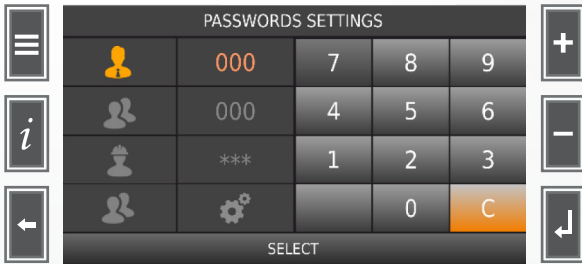 PASSWORDS SETTINGS
000 7 8 9 +
000 4 5 6
i *** 1 2 3 −
0 C
SELECT